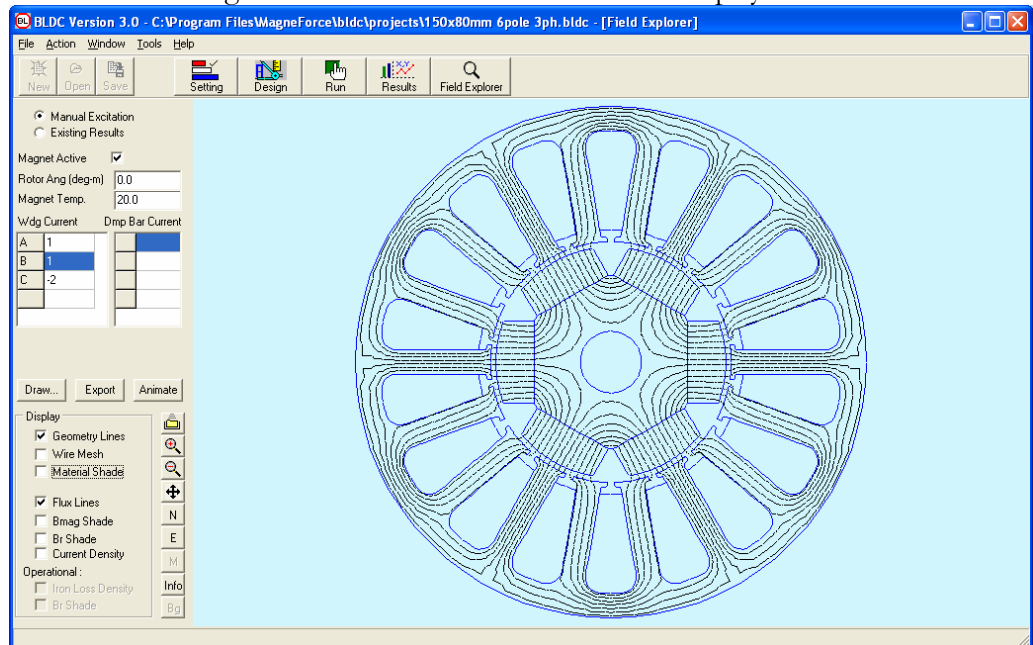 BLDC Version 3.0 - C:\Program Files\MagneForce\bldc\projects\150x80mm 6pole 3ph.bldc - [Field Explorer]
File Action Window Tools Help
New Open Save Setting Design Run Results Field Explorer
Manual Excitation
Existing Results
Magnet Active
Rotor Ang (deg-m) 0.0
Magnet Temp. 20.0
Wdg Current Dmp Bar Current
A 1
B 1
C -2
Draw... Export Animate
Display
Geometry Lines
Wire Mesh
Material Shade
Flux Lines
Bmag Shade
N
Br Shade
E
Current Density
M
Operational :
Iron Loss Density
Info
Br Shade
Bg